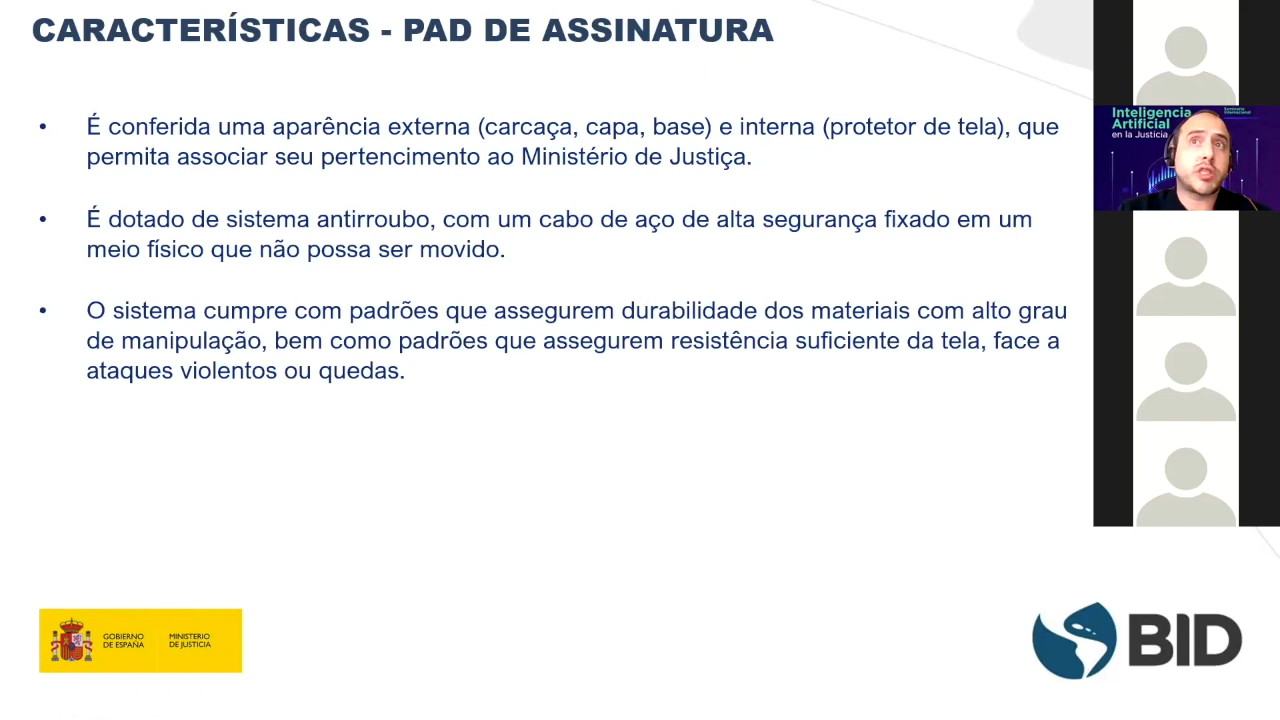 CARACTERÍSTICAS - PAD DE ASSINATURA
• É conferida uma aparência externa (carcaça, capa, base) e interna (protetor de tela), que
permita associar seu pertencimento ao Ministério de Justiça.
• É dotado de sistema antirroubo, com um cabo de aço de alta segurança fixado em um
meio físico que não possa ser movido.
• O sistema cumpre com padrões que assegurem durabilidade dos materiais com alto grau
de manipulação, bem como padrões que assegurem resistência suficiente da tela, face a
ataques violentos ou quedas.
Inteligencia
Artificial
en la Justicia
Seminario
Internacional
GOBIERNO
DE ESPAÑA
MINISTERIO
DE JUSTICIA
BID